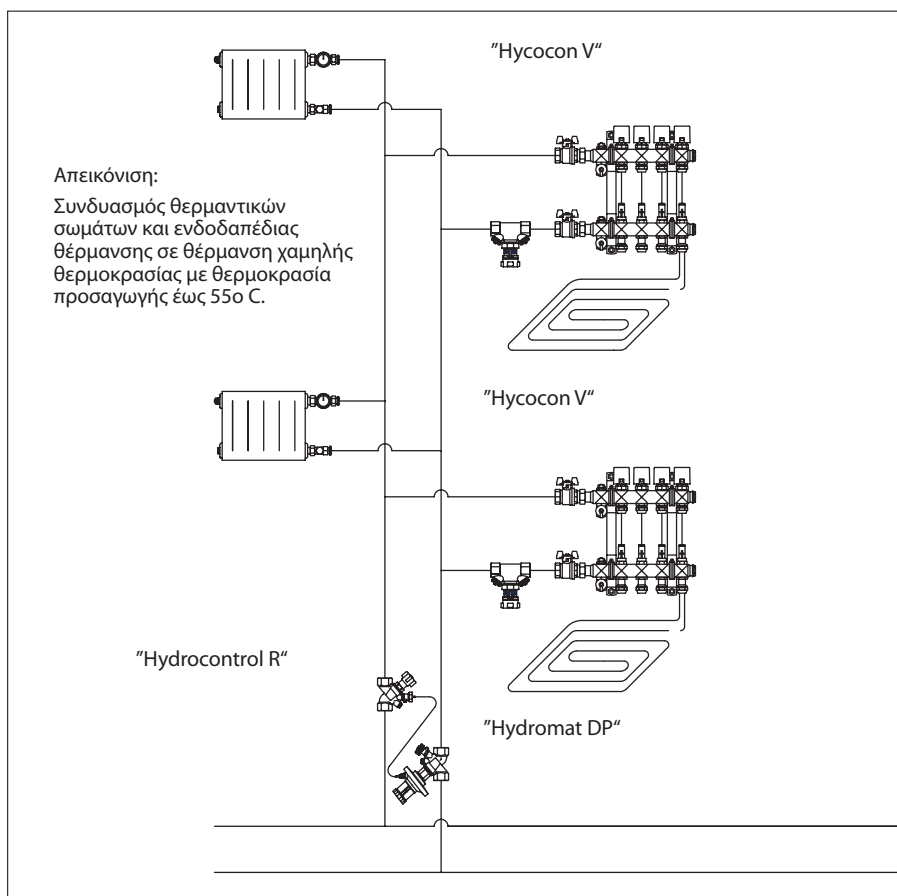 ”Hycocon V“
Απεικόνιση:
Συνδυασμός θερμαντικών
σωμάτων και ενδοδαπέδιας
θέρμανσης σε θέρμανση χαμηλής
θερμοκρασίας με θερμοκρασία
προσαγωγής έως 55ο C.
”Hycocon V“
”Hydrocontrol R“
”Hydromat DP“